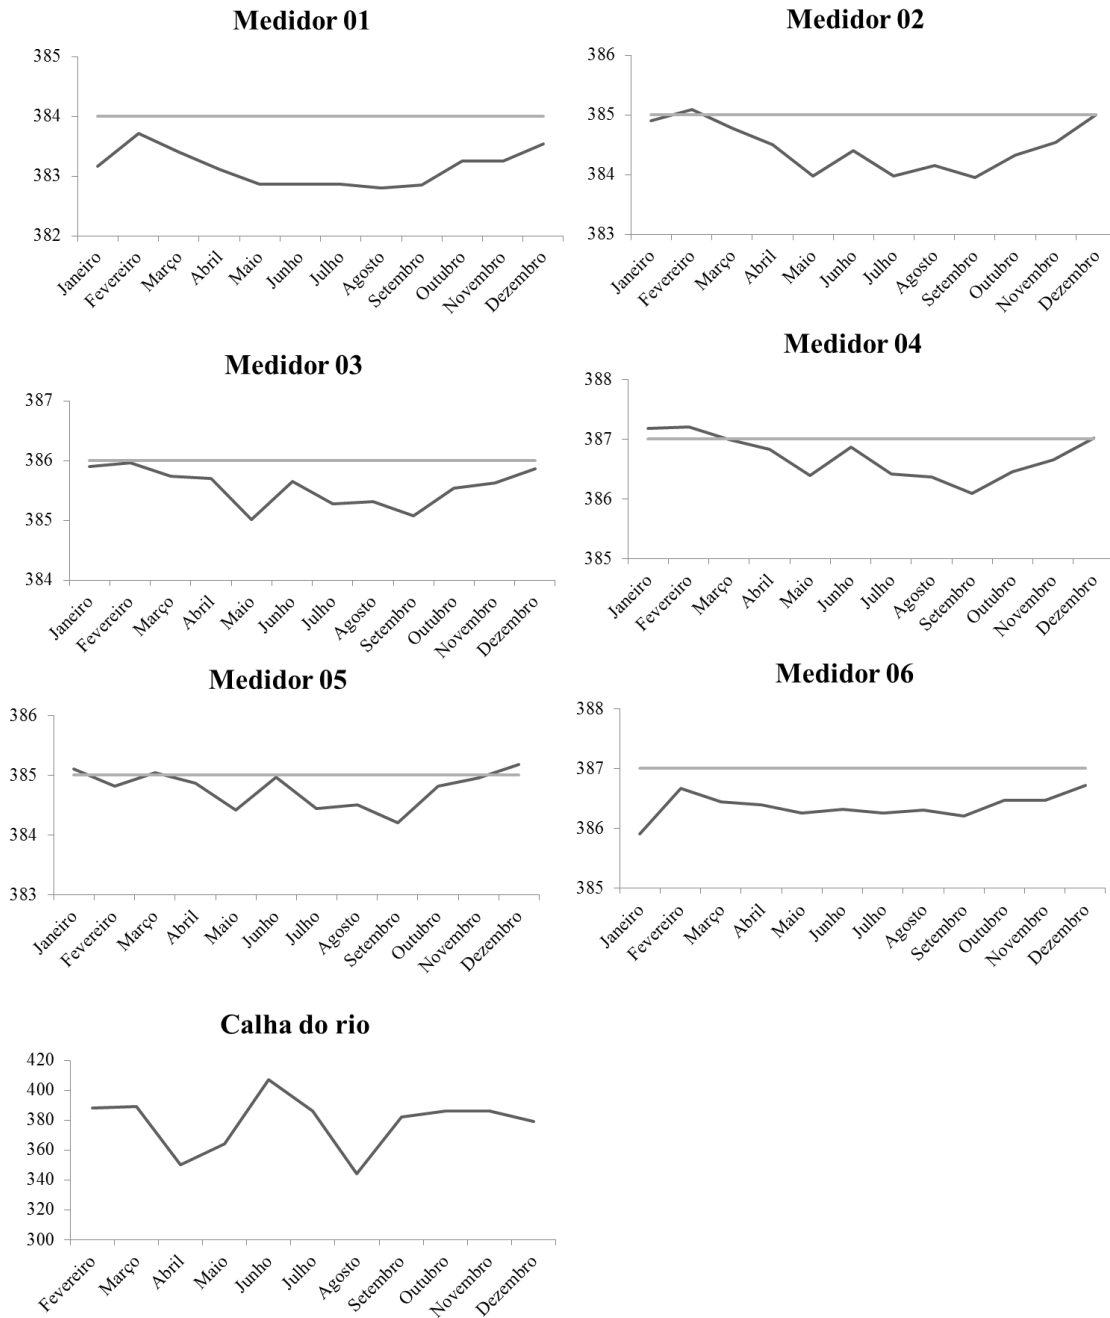 Medidor 01
385
384
383
382
Janeiro
Fevereiro
Março
Abril
Maio
Junho
Julho
Agosto
Setembro
Outubro
Novembro
Dezembro
Medidor 02
386
385
384
383
Janeiro
Fevereiro
Março
Abril
Maio
Junho
Julho
Agosto
Setembro
Outubro
Novembro
Dezembro
Medidor 03
387
386
385
384
Janeiro
Fevereiro
Março
Abril
Maio
Junho
Julho
Agosto
Setembro
Outubro
Novembro
Dezembro
Medidor 04
388
387
386
385
Janeiro
Fevereiro
Março
Abril
Maio
Junho
Julho
Agosto
Setembro
Outubro
Novembro
Dezembro
Medidor 05
386
385
384
383
Janeiro
Fevereiro
Março
Abril
Maio
Junho
Julho
Agosto
Setembro
Outubro
Novembro
Dezembro
Medidor 06
388
387
386
385
Janeiro
Fevereiro
Março
Abril
Maio
Junho
Julho
Agosto
Setembro
Outubro
Novembro
Dezembro
Calha do rio
420
400
380
360
340
320
300
Fevereiro
Março
Abril
Maio
Junho
Julho
Agosto
Setembro
Outubro
Novembro
Dezembro